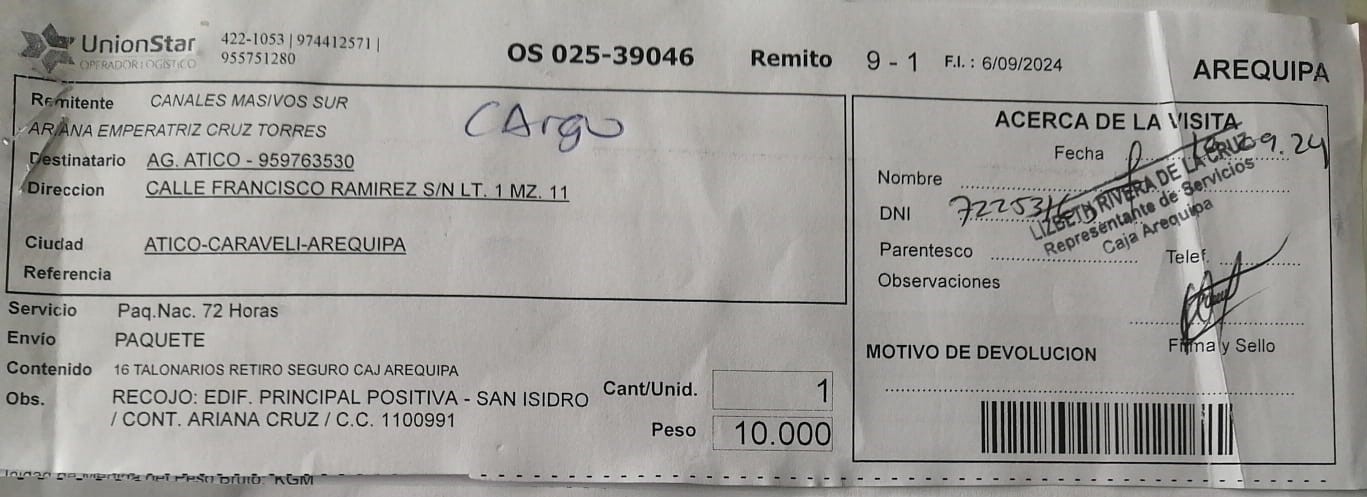 UnionStar
OPERADOR LOGÍSTICO
422-1053 | 974412571 |
955751280
OS 025-39046 Remito 9 - 1 F.I. : 6/09/2024
AREQUIPA
Remitente CANALES MASIVOS SUR
ARIANA EMPERATRIZ CRUZ TORRES
CArgo
Destinatario AG. ATICO - 959763530
Direccion CALLE FRANCISCO RAMIREZ S/N LT. 1 MZ. 11
Ciudad ATICO-CARAVELI-AREQUIPA
Referencia
Servicio Paq.Nac. 72 Horas
Envío PAQUETE
Contenido 16 TALONARIOS RETIRO SEGURO CAJ AREQUIPA
Obs. RECOJO: EDIF. PRINCIPAL POSITIVA - SAN ISIDRO
/ CONT. ARIANA CRUZ / C.C. 1100991
Cant/Unid. 1
Peso 10.000
ACERCA DE LA VISITA
Fecha 09.24
Nombre
DNI
LIZBETH RIVERA DE LA CRUZ
Representante de Servicios
Caja Arequipa
Parentesco
Telef.
Observaciones
Firma y Sello
MOTIVO DE DEVOLUCION